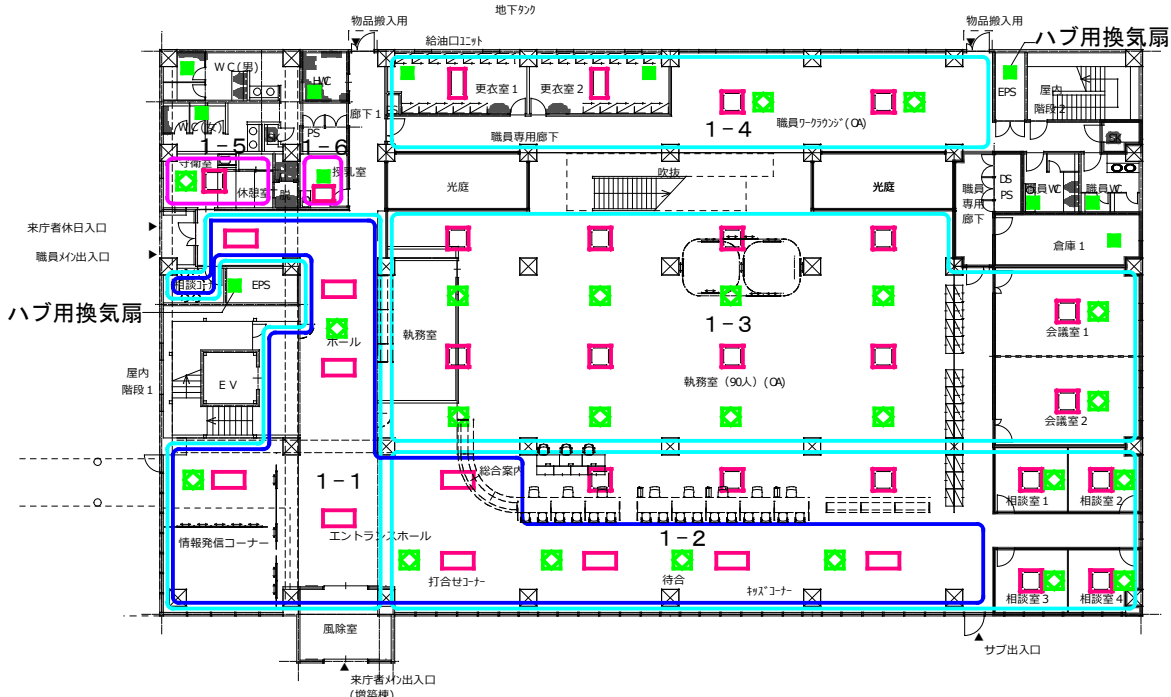 地下タンク
物品搬入用
物品搬入用
給油口ユニット
ハブ用換気扇
WC(男)
HWC
更衣室1
更衣室2
EPS
屋内
階段2
廊下1
PS
職員ワークラウンジ(OA)
1-4
職員専用廊下
1-5
1-6
守衛室
休憩室
授乳室
脱
光庭
吹抜
光庭
DS
PS
職員WC
職員WC
職員
専用
廊下
来庁者休日入口
職員メイン出入口
倉庫1
相談コーナー
EPS
ハブ用換気扇
ホール
執務室
1-3
会議室1
執務室(90人)(OA)
屋内
階段1
EV
会議室2
総合案内
1-1
相談室1
相談室2
エントランスホール
情報発信コーナー
1-2
打合せコーナー
待合
キッズコーナー
相談室3
相談室4
風除室
サブ出入口
来庁者メイン出入口
(増築棟)